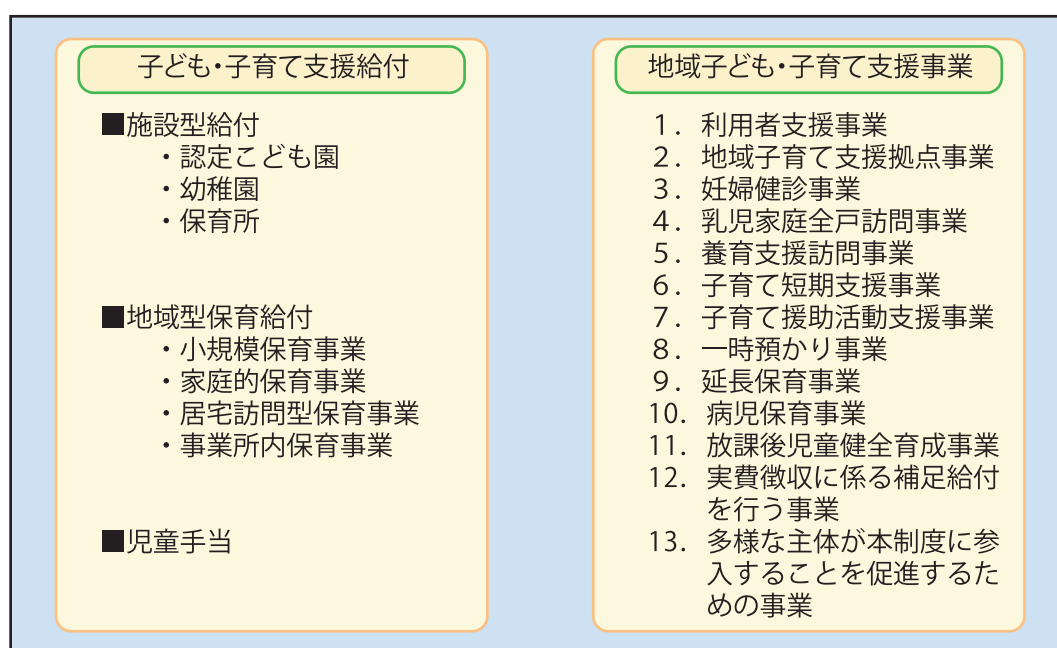 子ども・子育て支援給付
■施設型給付
・認定こども園
・幼稚園
・保育所
■地域型保育給付
・小規模保育事業
・家庭的保育事業
・居宅訪問型保育事業
・事業所内保育事業
■児童手当
地域子ども・子育て支援事業
1．利用者支援事業
2．地域子育て支援拠点事業
3．妊婦健診事業
4．乳児家庭全戸訪問事業
5．養育支援訪問事業
6．子育て短期支援事業
7．子育て援助活動支援事業
8．一時預かり事業
9．延長保育事業
10．病児保育事業
11．放課後児童健全育成事業
12．実費徴収に係る補足給付
を行う事業
13．多様な主体が本制度に参
入することを促進するた
めの事業